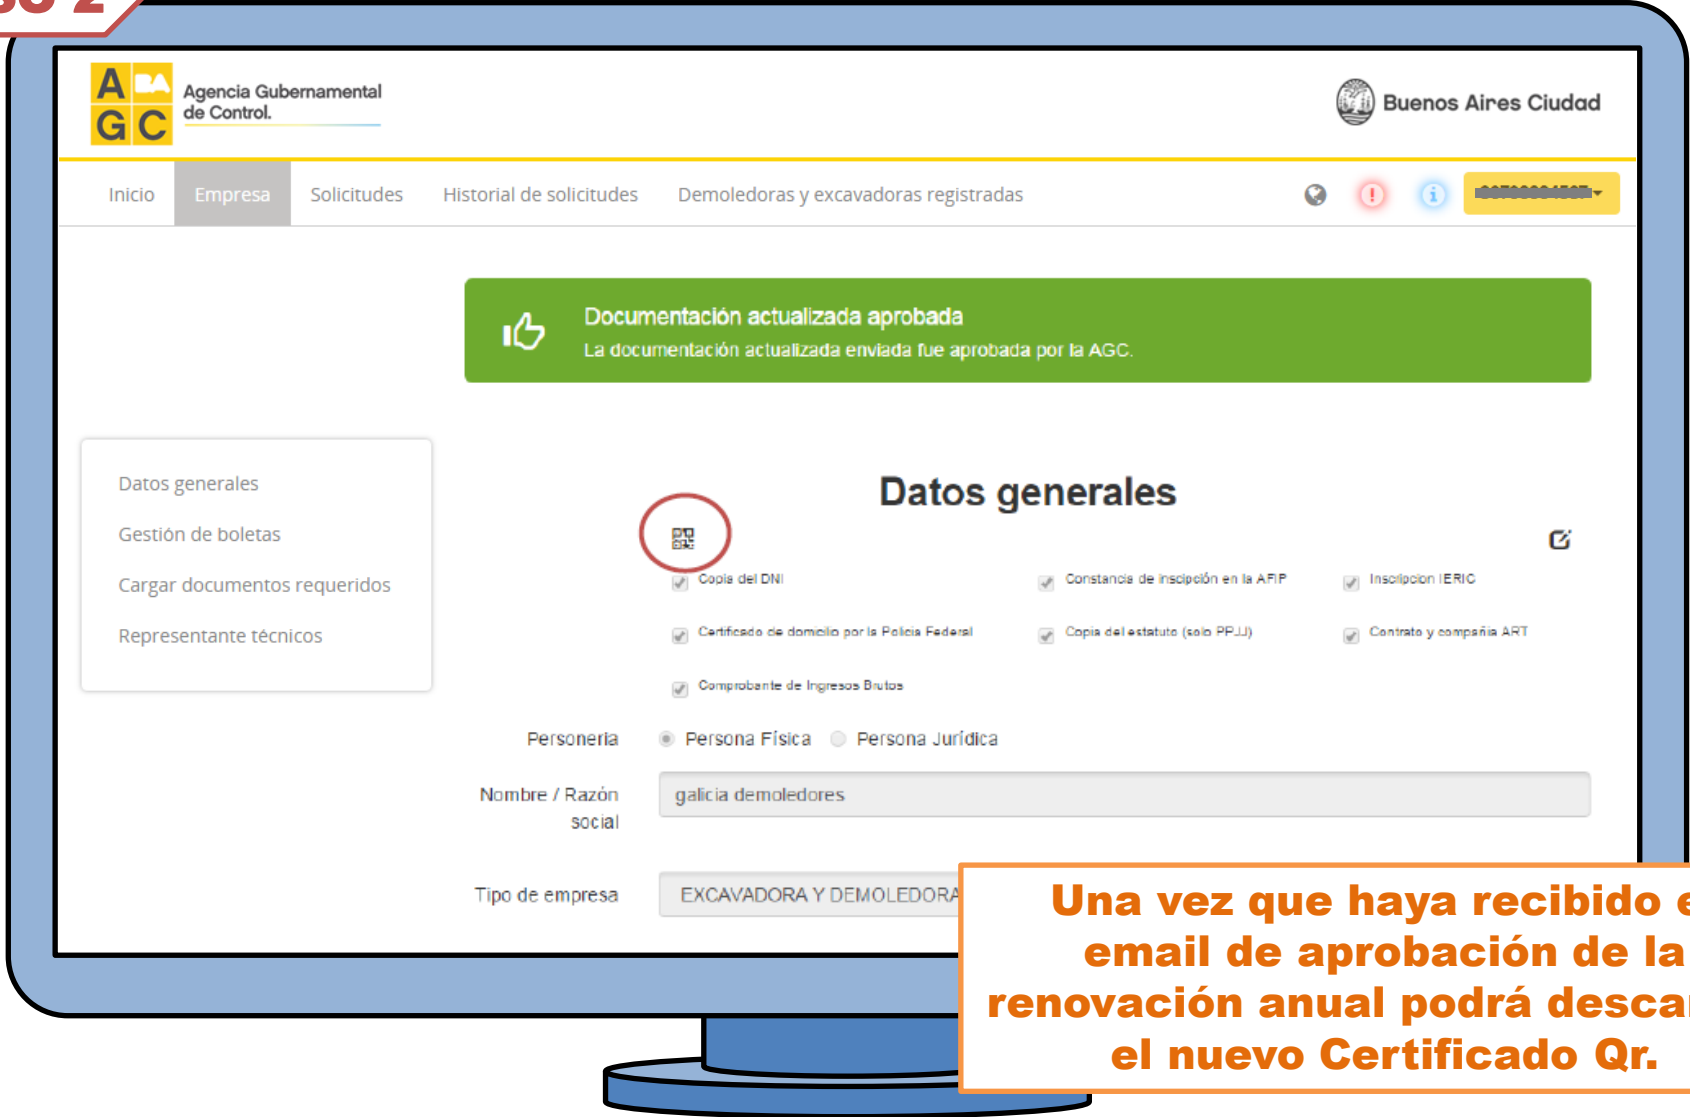 SO 2
A BA
G C
Agencia Gubernamental
de Control.
Buenos Aires Ciudad
Inicio Empresa Solicitudes Historial de solicitudes Demoledoras y excavadoras registradas
Documentación actualizada aprobada
La documentación actualizada enviada fue aprobada por la AGC.
Datos generales
Gestión de boletas
Cargar documentos requeridos
Representante técnicos
Datos generales
Copia del DNI Constancia de inscipción en la AFIP Inscripcion IERIC
Certificado de domicilio por la Policia Federal Copia del estatuto (solo PPJJ) Contrato y compañia ART
Comprobante de Ingresos Brutos
Personeria Persona Física Persona Jurídica
Nombre / Razón
social
galicia demoledores
Tipo de empresa EXCAVADORA Y DEMOLEDORA
Una vez que haya recibido e
email de aprobación de la
renovación anual podrá desca
el nuevo Certificado Qr.